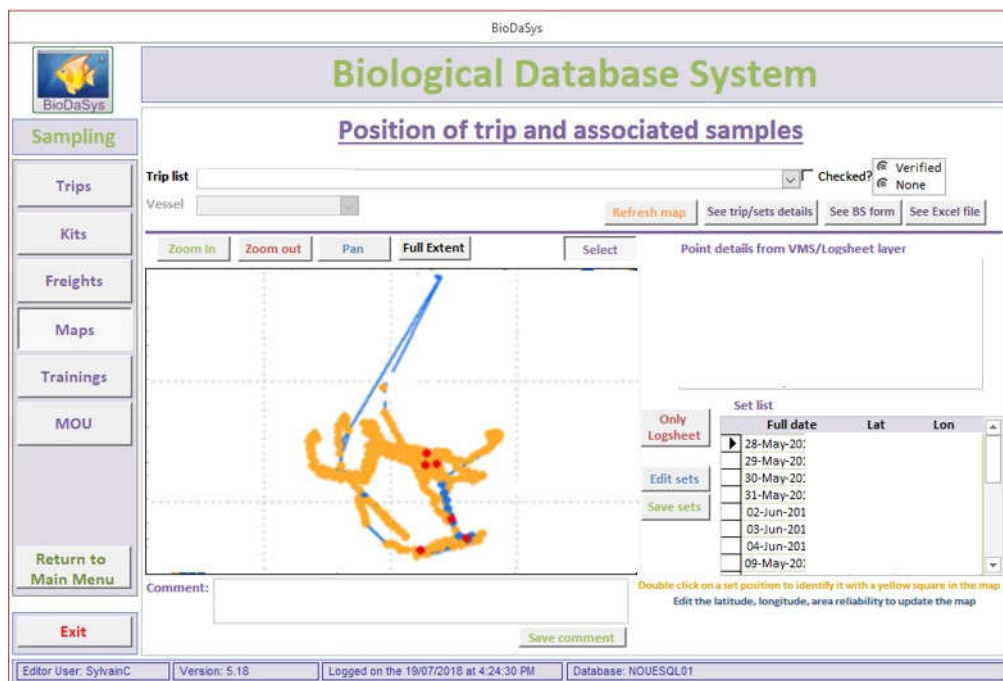 BioDaSys
BioDaSys
Biological Database System
Sampling
Position of trip and associated samples
Trips
Kits
Freights
Maps
Trainings
MOU
Return to
Main Menu
Exit
Trip list
Checked?
Verified
None
Vessel
Refresh map
See trip/sets details
See BS form
See Excel file
Zoom In
Zoom out
Pan
Full Extent
Select
Point details from VMS/Logsheet layer
Only
Logsheet
Edit sets
Save sets
Set list
Full date Lat Lon
28-May-20
29-May-20
30-May-20
31-May-20
02-Jun-201
03-Jun-201
04-Jun-201
09-May-20
Double click on a set position to identify it with a yellow square in the map
Edit the latitude, longitude, area reliability to update the map
Comment:
Save comment
Editor User: SylvainC Version: 5.18 Logged on the 19/07/2018 at 4:24:30 PM Database: NOUESQL01